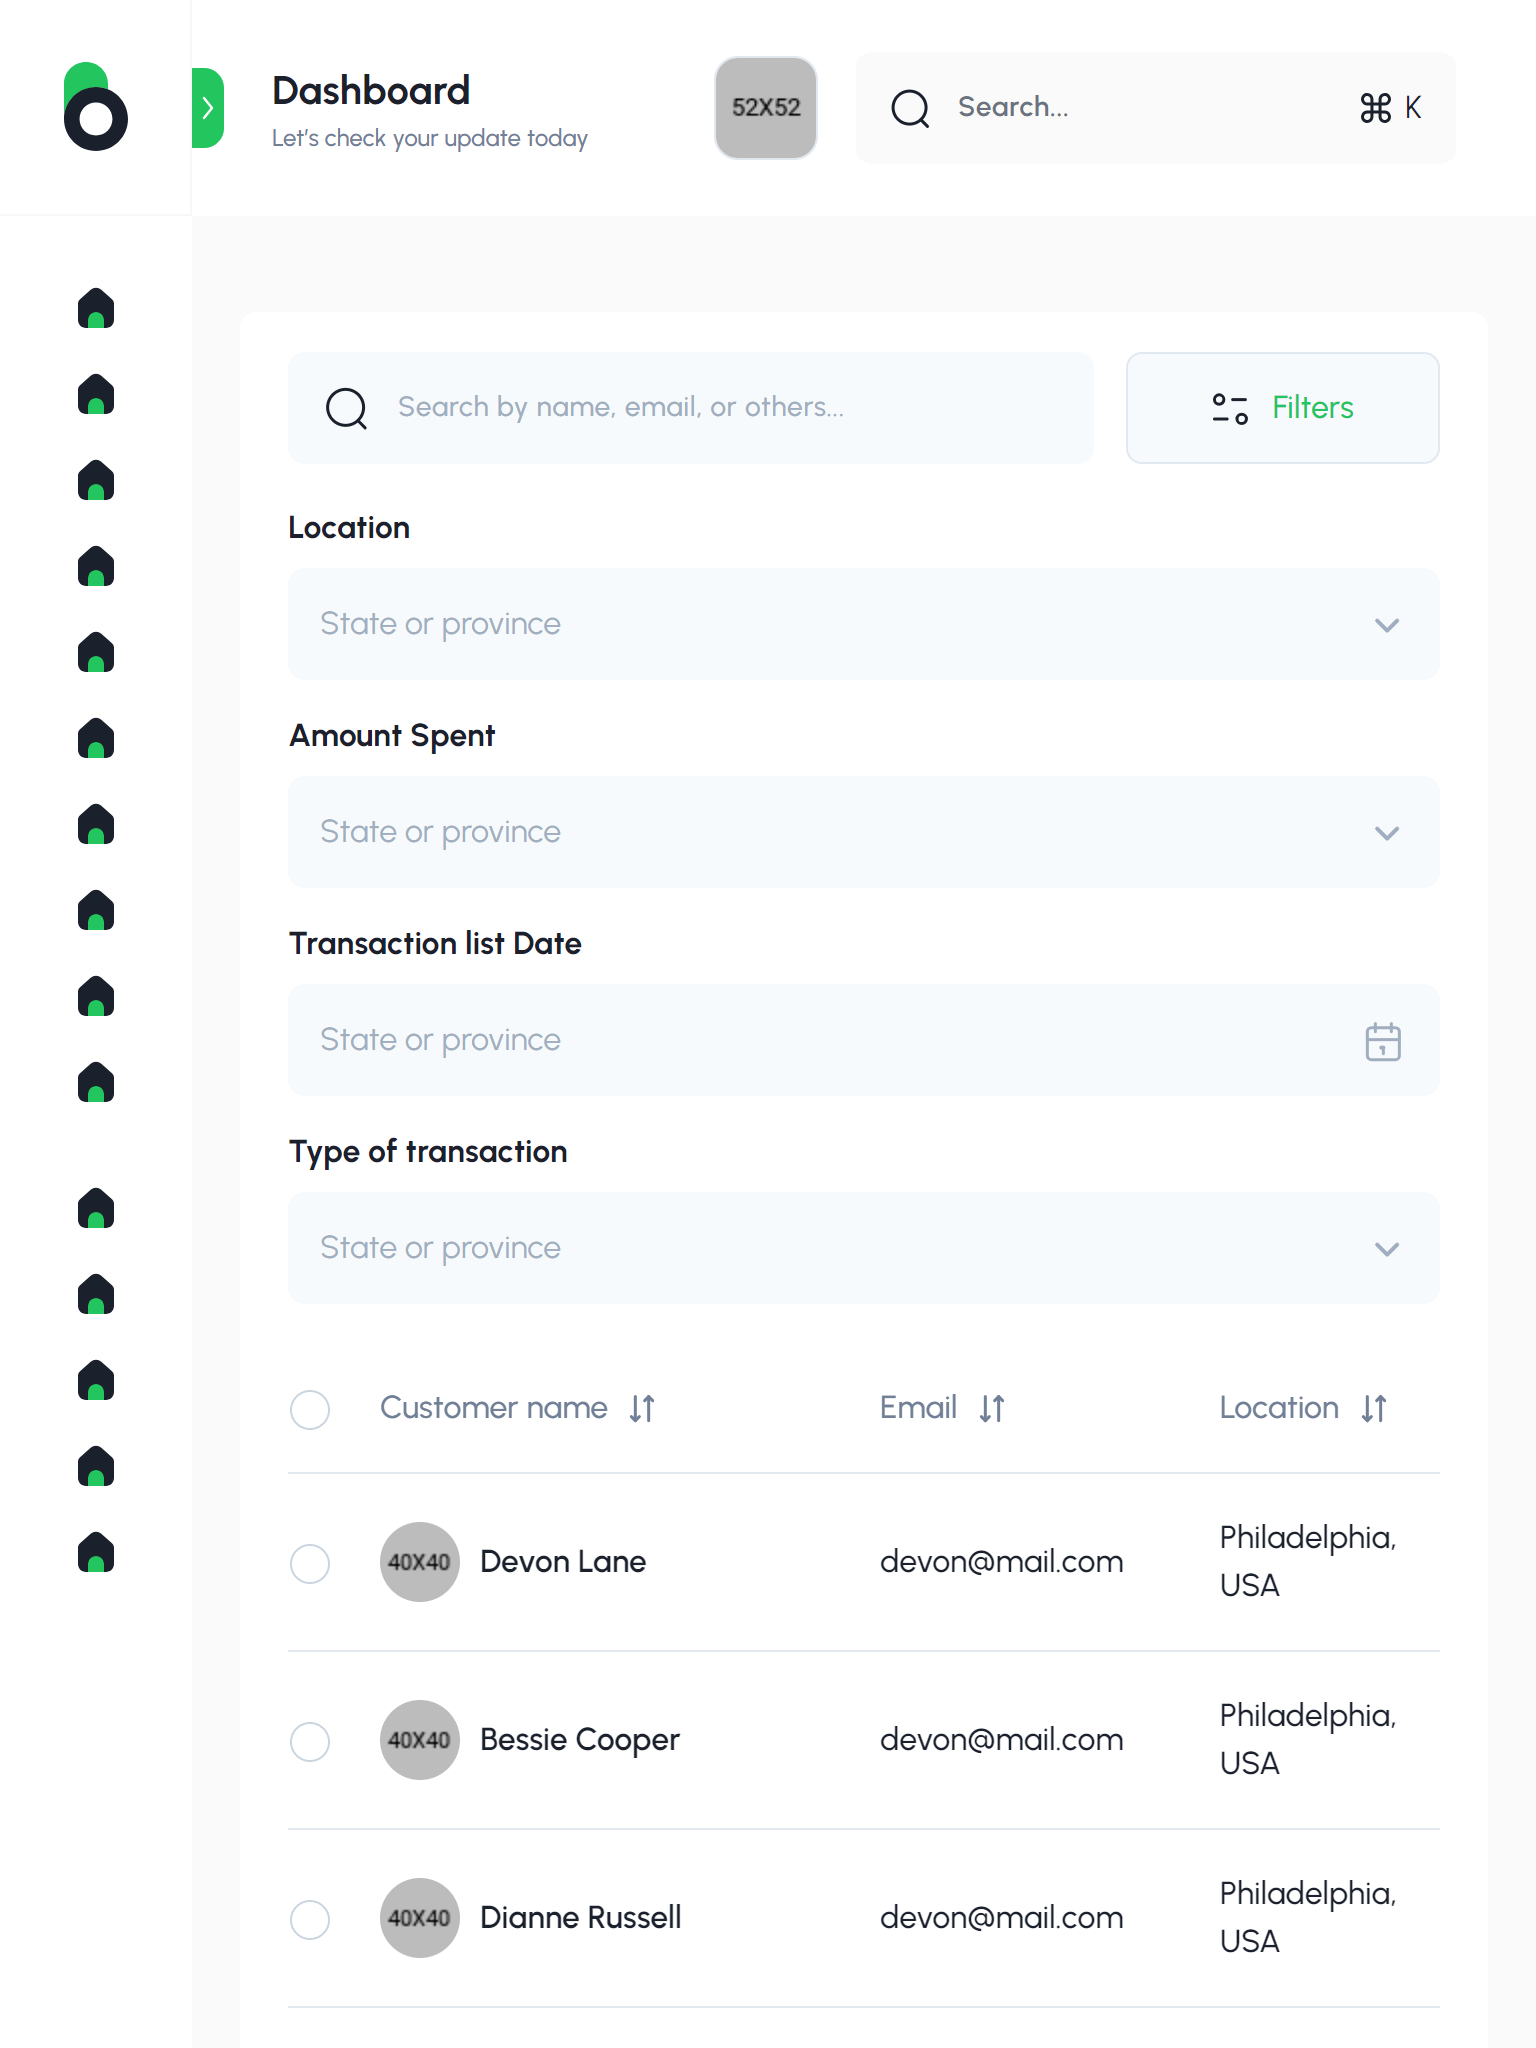 Dashboard
Let's check your update today
52X52
Search...
⌘ K
Search by name, email, or others...
Filters
Location
State or province
Amount Spent
State or province
Transaction list Date
State or province
Type of transaction
State or province
Customer name
Email
Location
40X40
Devon Lane
devon@mail.com
Philadelphia,
USA
40X40
Bessie Cooper
devon@mail.com
Philadelphia,
USA
40X40
Dianne Russell
devon@mail.com
Philadelphia,
USA